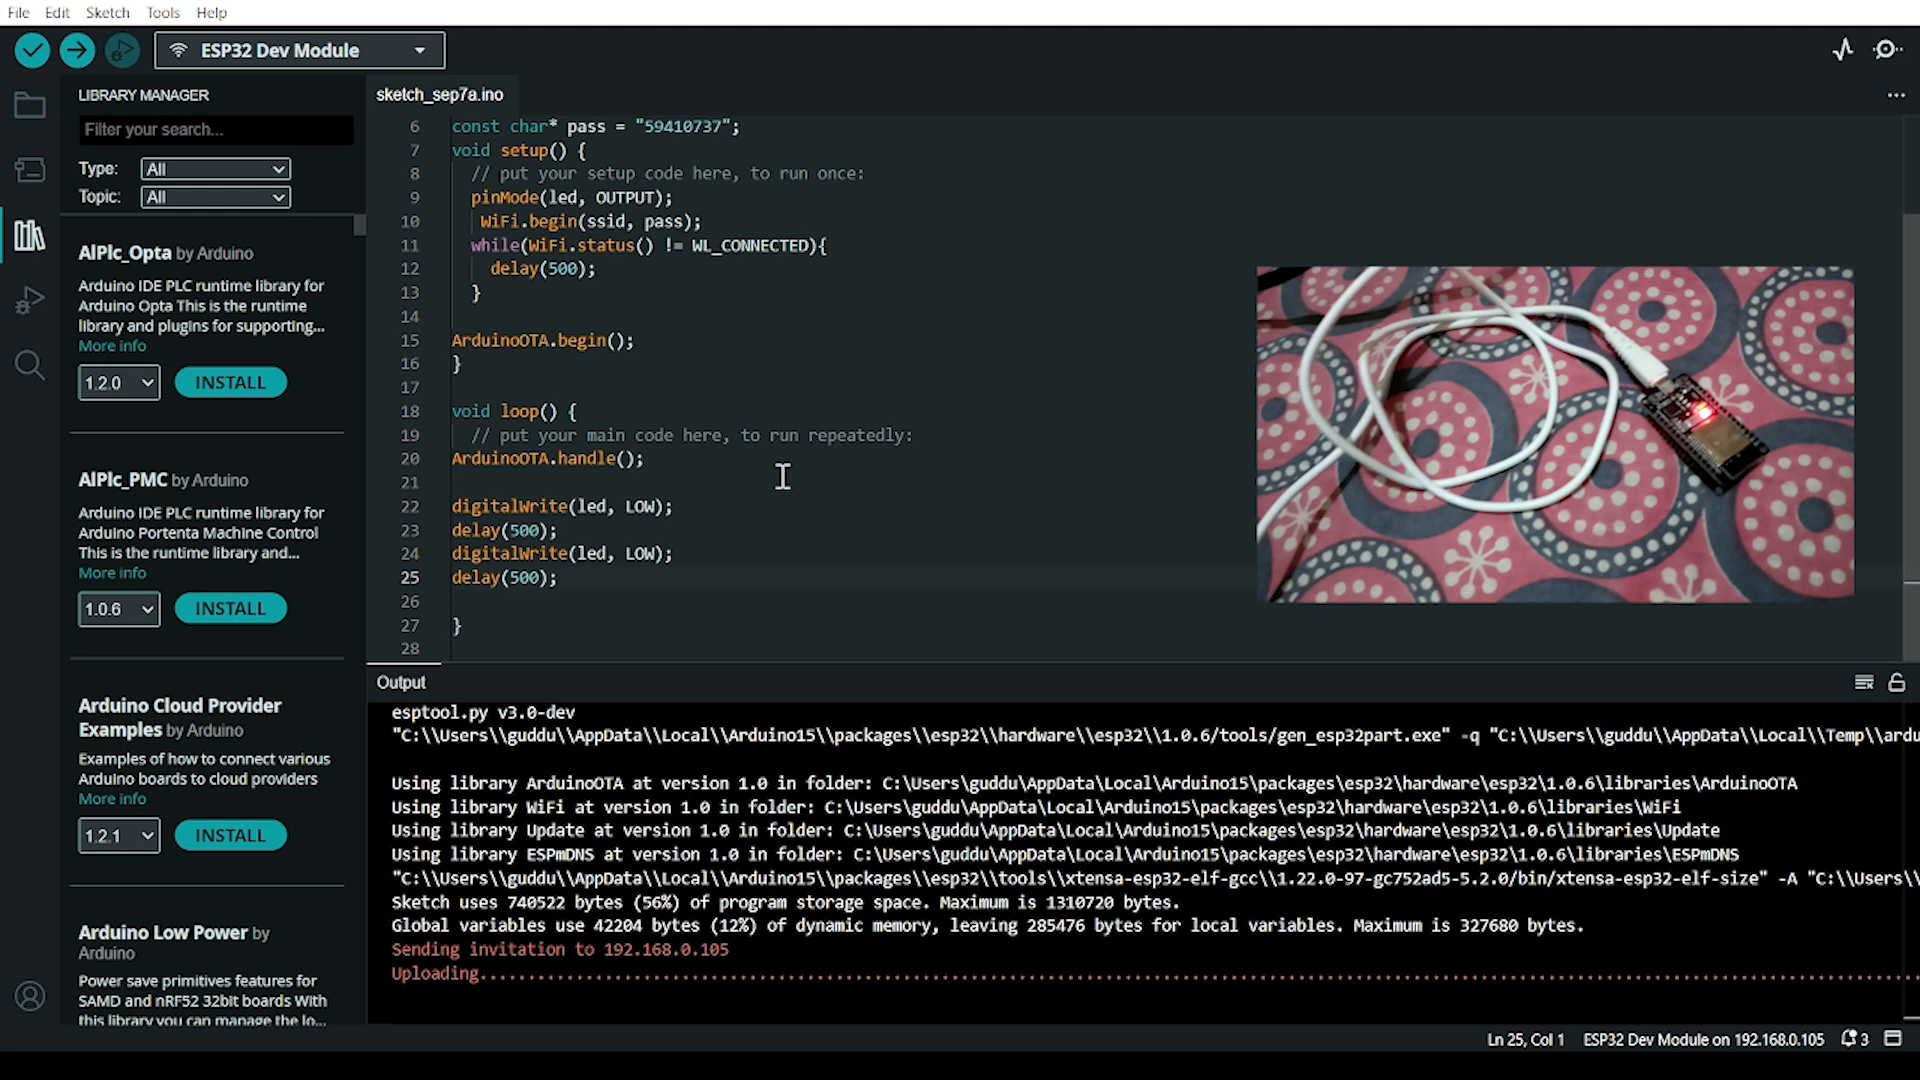 File Edit Sketch Tools Help
ESP32 Dev Module
LIBRARY MANAGER
Filter your search...
Type: All
Topic: All
AlPlc_Opta by Arduino
Arduino IDE PLC runtime library for
Arduino Opta This is the runtime
library and plugins for supporting...
More info
1.2.0 INSTALL
AlPlc_PMC by Arduino
Arduino IDE PLC runtime library for
Arduino Portenta Machine Control
This is the runtime library and...
More info
1.0.6 INSTALL
Arduino Cloud Provider
Examples by Arduino
Examples of how to connect various
Arduino boards to cloud providers
More info
1.2.1 INSTALL
Arduino Low Power by
Arduino
Power save primitives features for
SAMD and nRF52 32bit boards With
this library you can manage the lo...
sketch_sep7a.ino
6 const char* pass = "59410737";
7 void setup() {
8 // put your setup code here, to run once:
9 pinMode(led, OUTPUT);
10 WiFi.begin(ssid, pass);
11 while(WiFi.status() != WL_CONNECTED){
12 delay(500);
13 }
14
15 ArduinoOTA.begin();
16 }
17
18 void loop() {
19 // put your main code here, to run repeatedly:
20 ArduinoOTA.handle();
21
22 digitalWrite(led, LOW);
23 delay(500);
24 digitalWrite(led, LOW);
25 delay(500);
26
27 }
28
Output
esptool.py v3.0-dev
"C:\\Users\\guddu\\AppData\\Local\\Arduino15\\packages\\esp32\\hardware\\esp32\\1.0.6/tools/gen_esp32part.exe" -q "C:\\Users\\guddu\\AppData\\Local\\Temp\\ardu
Using library ArduinoOTA at version 1.0 in folder: C:\Users\guddu\AppData\Local\Arduino15\packages\esp32\hardware\esp32\1.0.6\libraries\ArduinoOTA
Using library WiFi at version 1.0 in folder: C:\Users\guddu\AppData\Local\Arduino15\packages\esp32\hardware\esp32\1.0.6\libraries\WiFi
Using library Update at version 1.0 in folder: C:\Users\guddu\AppData\Local\Arduino15\packages\esp32\hardware\esp32\1.0.6\libraries\Update
Using library ESPmDNS at version 1.0 in folder: C:\Users\guddu\AppData\Local\Arduino15\packages\esp32\hardware\esp32\1.0.6\libraries\ESPmDNS
"C:\\Users\\guddu\\AppData\\Local\\Arduino15\\packages\\esp32\\tools\\xtensa-esp32-elf-gcc\\1.22.0-97-gc752ad5-5.2.0/bin/xtensa-esp32-elf-size" -A "C:\\Users\\
Sketch uses 740522 bytes (56%) of program storage space. Maximum is 1310720 bytes.
Global variables use 42204 bytes (12%) of dynamic memory, leaving 285476 bytes for local variables. Maximum is 327680 bytes.
Sending invitation to 192.168.0.105
Uploading................................................................................
Ln 25, Col 1 ESP32 Dev Module on 192.168.0.105 3